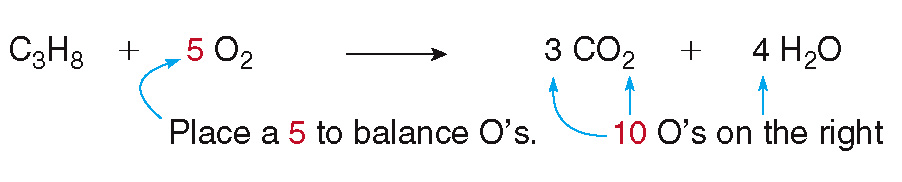 C₃H₈ + 5 O₂ ⟶ 3 CO₂ + 4 H₂O
Place a 5 to balance O’s. 10 O’s on the right